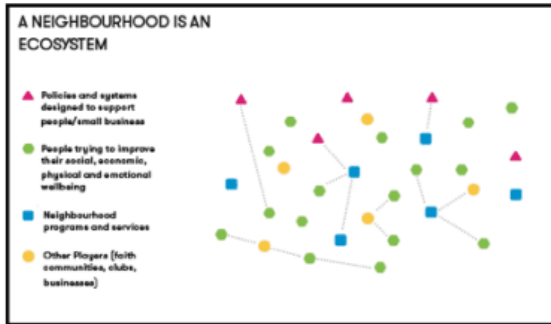 A NEIGHBOURHOOD IS AN
ECOSYSTEM
Policies and systems
designed to support
people/small business
People trying to improve
their social, economic,
physical and emotional
wellbeing
Neighbourhood
programs and services
Other Players (faith
communities, clubs,
businesses)